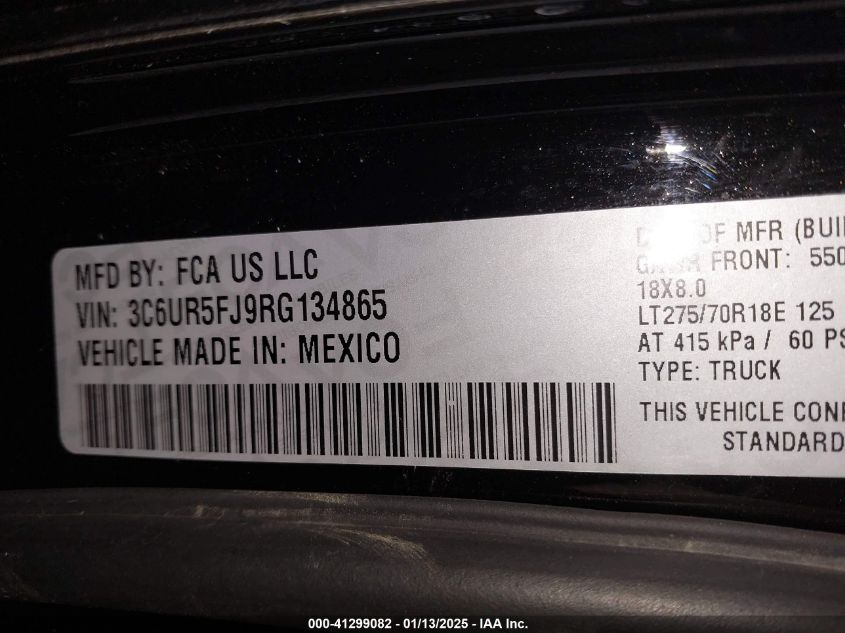 MFD BY: FCA US LLC
VIN: 3C6UR5FJ9RG134865
VEHICLE MADE IN: MEXICO
OF MFR
FRONT: 550
18X8.0
LT275/70R18E 125
AT 415 kPa / 60
TYPE: TRUCK
THIS VEHICLE
STANDARD
000-41299082 - 01/13/2025 - IAA Inc.